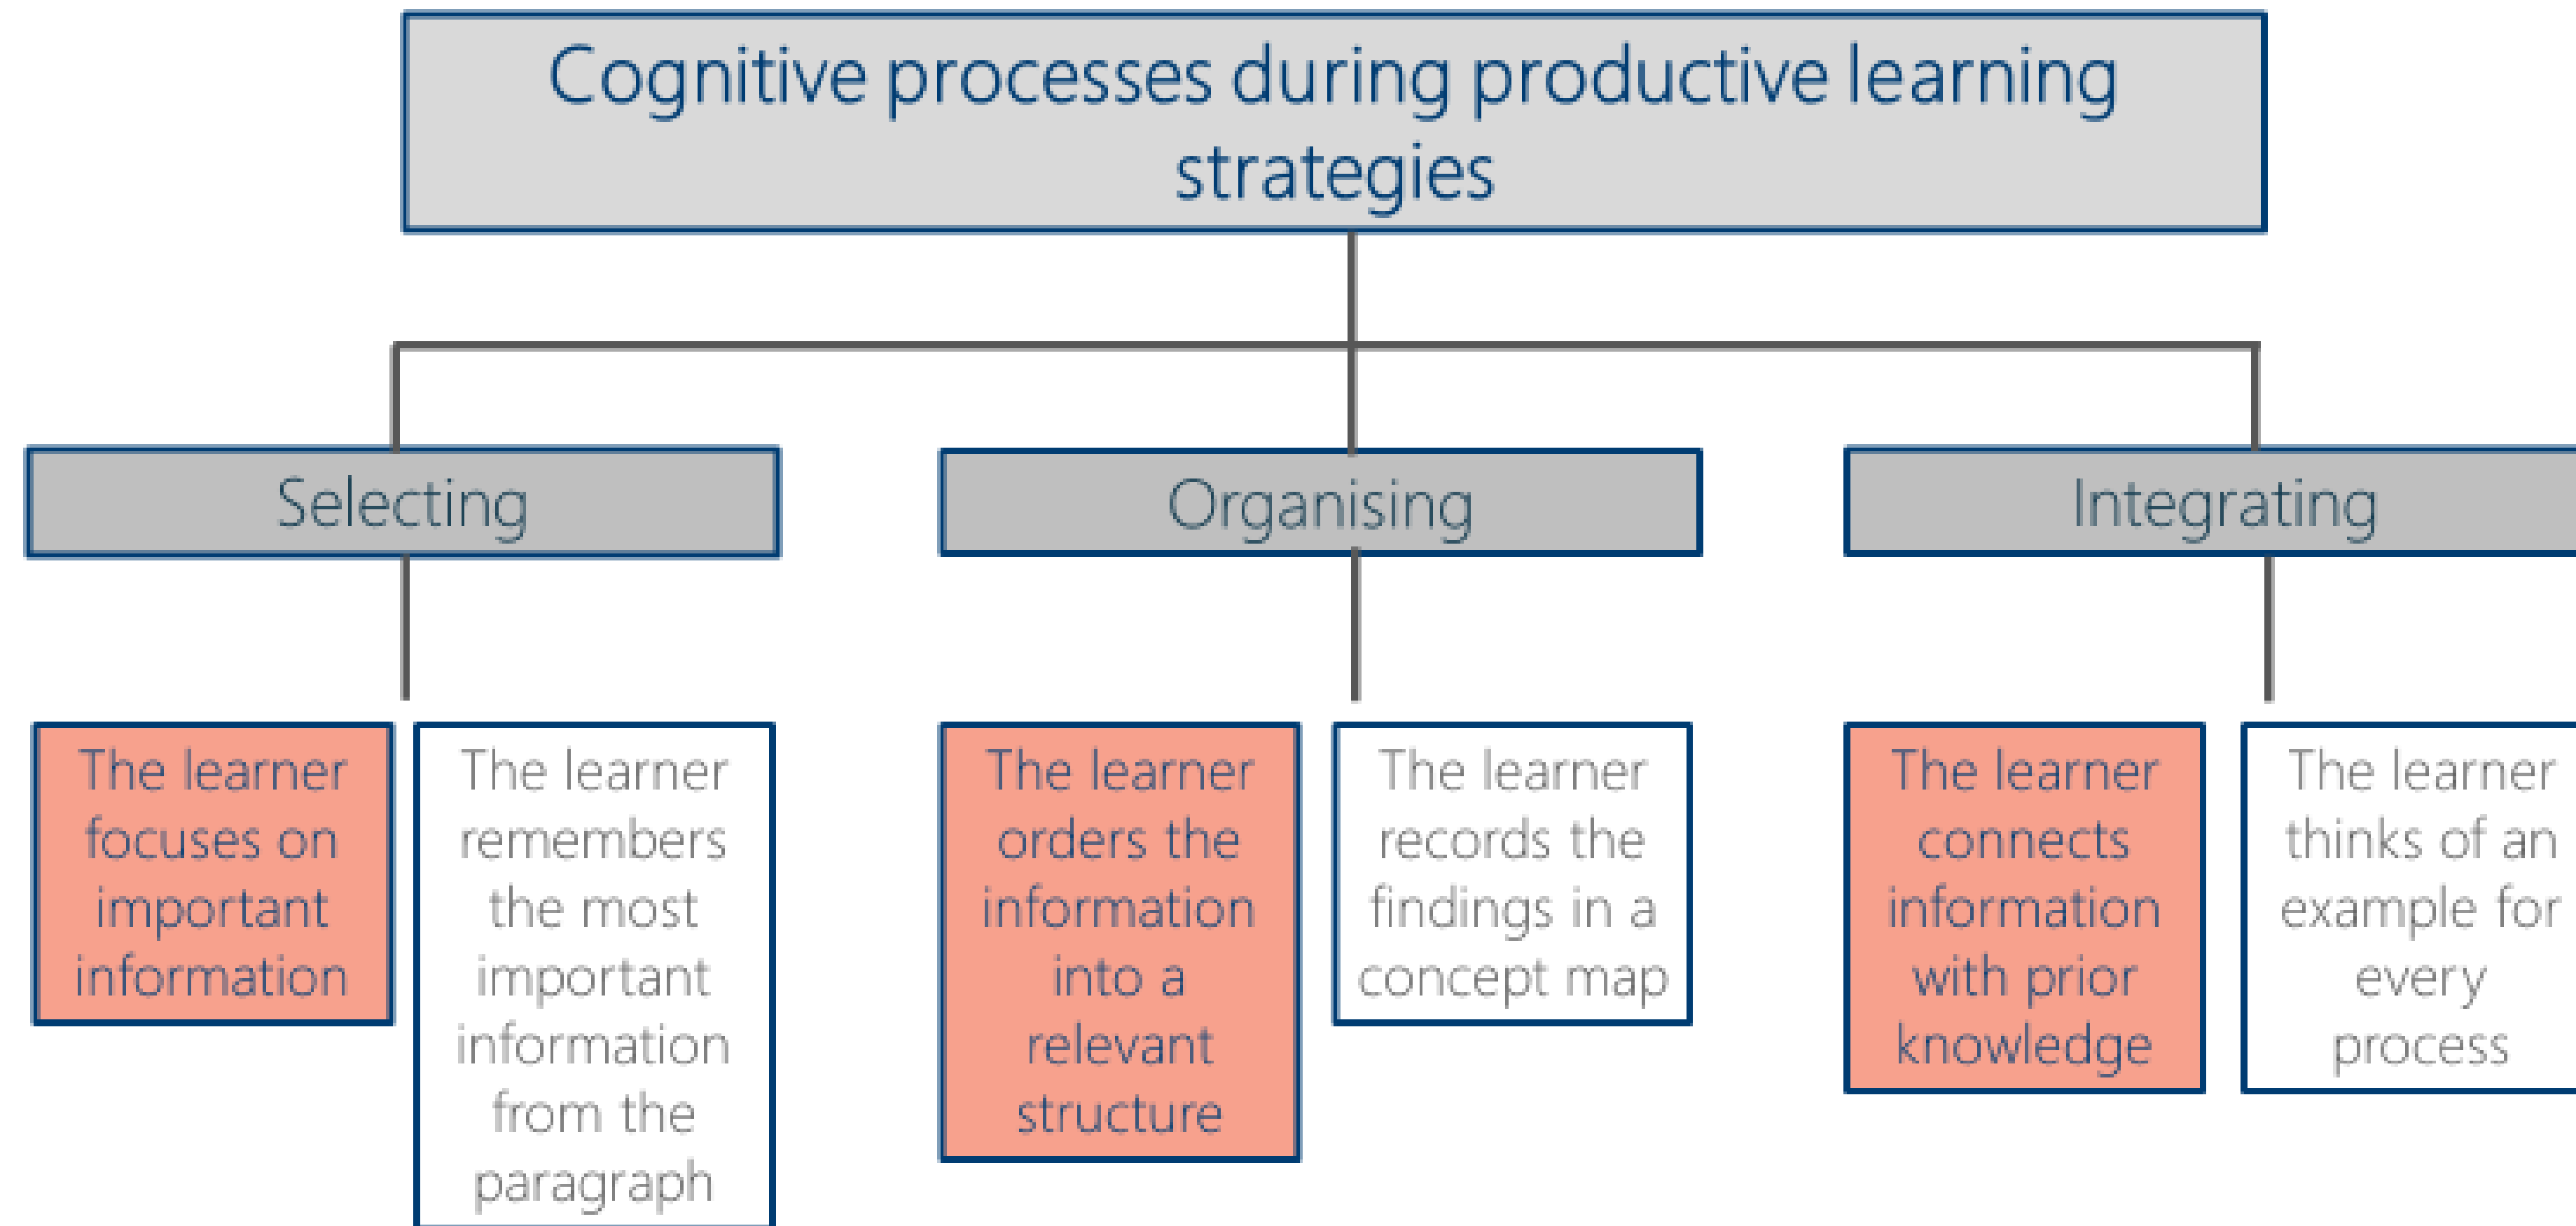 Cognitive processes during productive learning
strategies
Selecting
Organising
Integrating
The learner
focuses on
important
information
The learner
remembers
the most
important
information
from the
paragraph
The learner
orders the
information
into a
relevant
structure
The learner
records the
findings in a
concept map
The learner
connects
information
with prior
knowledge
The learner
thinks of an
example for
every
process